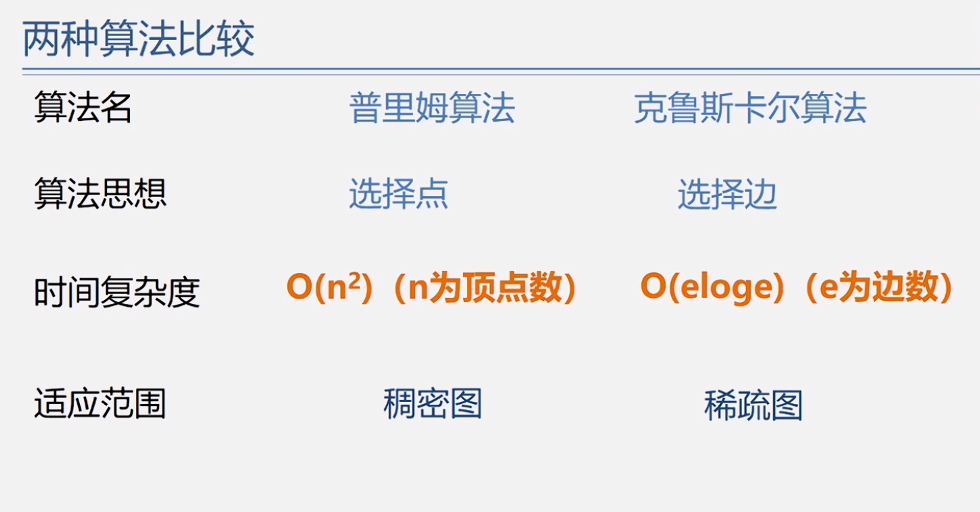 两种算法比较
算法名 普里姆算法 克鲁斯卡尔算法
算法思想 选择点 选择边
时间复杂度 O(n²)（n为顶点数） O(eloge)（e为边数）
适应范围 稠密图 稀疏图